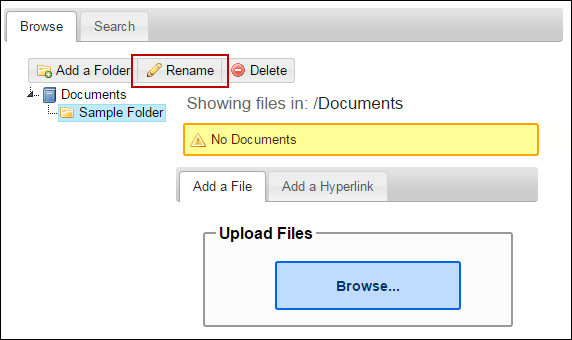 Browse Search
Add a Folder Rename Delete
Documents
Sample Folder
Showing files in: /Documents
No Documents
Add a File Add a Hyperlink
Upload Files
Browse...